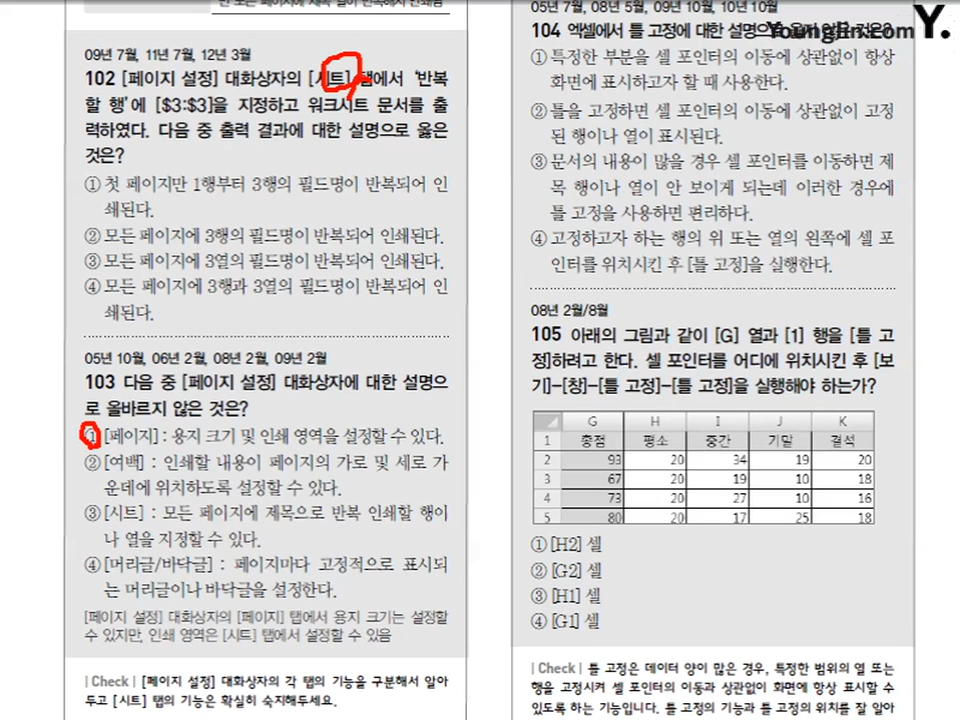 09년 7월, 11년 7월, 12년 3월
102 [페이지 설정] 대화상자의 [시트] 탭에서 '반복
할 행'에 [$3:$3]을 지정하고 워크시트 문서를 출
력하였다. 다음 중 출력 결과에 대한 설명으로 옳은
것은?
① 첫 페이지만 1행부터 3행의 필드명이 반복되어 인
쇄된다.
② 모든 페이지에 3행의 필드명이 반복되어 인쇄된다.
③ 모든 페이지에 3열의 필드명이 반복되어 인쇄된다.
④ 모든 페이지에 3행과 3열의 필드명이 반복되어 인
쇄된다.
05년 10월, 06년 2월, 08년 2월, 09년 2월
103 다음 중 [페이지 설정] 대화상자에 대한 설명으
로 올바르지 않은 것은?
① [페이지] : 용지 크기 및 인쇄 영역을 설정할 수 있다.
② [여백] : 인쇄할 내용이 페이지의 가로 및 세로 가
운데에 위치하도록 설정할 수 있다.
③ [시트] : 모든 페이지에 제목으로 반복 인쇄할 행이
나 열을 지정할 수 있다.
④ [머리글/바닥글] : 페이지마다 고정적으로 표시되
는 머리글이나 바닥글을 설정한다.
[페이지 설정] 대화상자의 [페이지] 탭에서 용지 크기는 설정할
수 있지만, 인쇄 영역은 [시트] 탭에서 설정할 수 있음
| Check | [페이지 설정] 대화상자의 각 탭의 기능을 구분해서 알아
두고 [시트] 탭의 기능은 확실히 숙지해두세요.
05년 7월, 08년 5월, 09년 10월, 10년 10월
104 엑셀에서 틀 고정에 대한 설명으로 옳지 않은 것은?
Youngjin.com Y.
① 특정한 부분을 셀 포인터의 이동에 상관없이 항상
화면에 표시하고자 할 때 사용한다.
② 틀을 고정하면 셀 포인터의 이동에 상관없이 고정
된 행이나 열이 표시된다.
③ 문서의 내용이 많을 경우 셀 포인터를 이동하면 제
목 행이나 열이 안 보이게 되는데 이러한 경우에
틀 고정을 사용하면 편리하다.
④ 고정하고자 하는 행의 위 또는 열의 왼쪽에 셀 포
인터를 위치시킨 후 [틀 고정]을 실행한다.
08년 2월/8월
105 아래의 그림과 같이 [G] 열과 [1] 행을 [틀 고
정]하려고 한다. 셀 포인터를 어디에 위치시킨 후 [보
기]-[창]-[틀 고정]-[틀 고정]을 실행해야 하는가?
G H I J K
1 총점 평소 중간 기말 결석
2 93 20 34 19 20
3 67 20 19 10 18
4 73 20 27 10 16
5 80 20 17 25 18
① [H2] 셀
② [G2] 셀
③ [H1] 셀
④ [G1] 셀
| Check | 틀 고정은 데이터 양이 많은 경우, 특정한 범위의 열 또는
행을 고정시켜 셀 포인터의 이동과 상관없이 화면에 항상 표시할 수
있도록 하는 기능입니다. 틀 고정의 기능과 틀 고정의 위치를 잘 알아